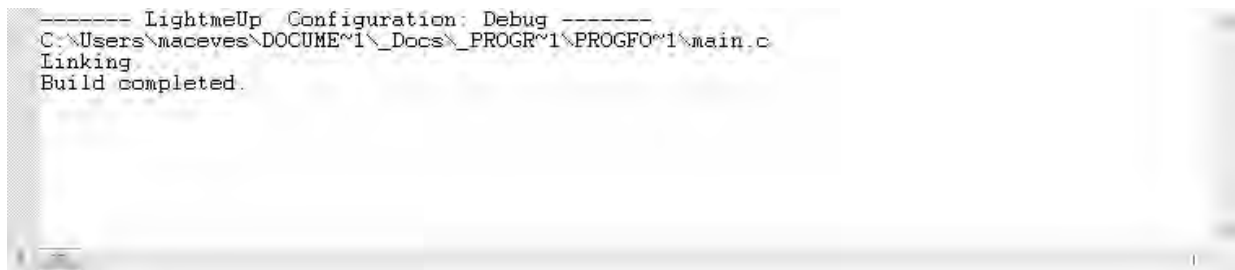 ------- LightmeUp  Configuration: Debug -------
C:\Users\maceves\DOCUME~1\_Docs\_PROGR~1\PROGFO~1\main.c
Linking...
Build completed.